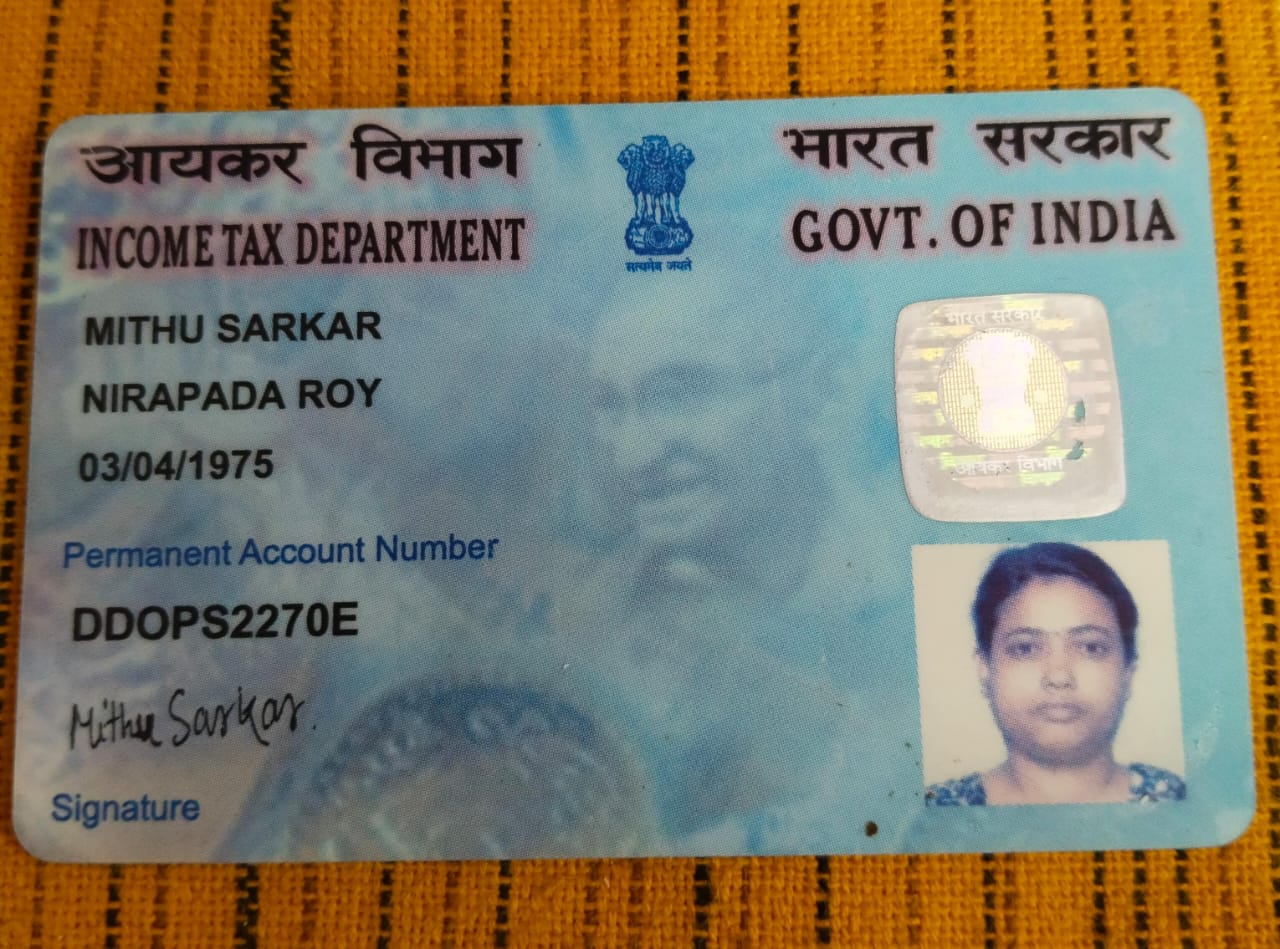 आयकर विभाग
INCOME TAX DEPARTMENT
सत्यमेव जयते
भारत सरकार
GOVT. OF INDIA
MITHU SARKAR
NIRAPADA ROY
03/04/1975
Permanent Account Number
DDOPS2270E
Mithu Sarkar.
Signature
भारत सरकार
आयकर विभाग